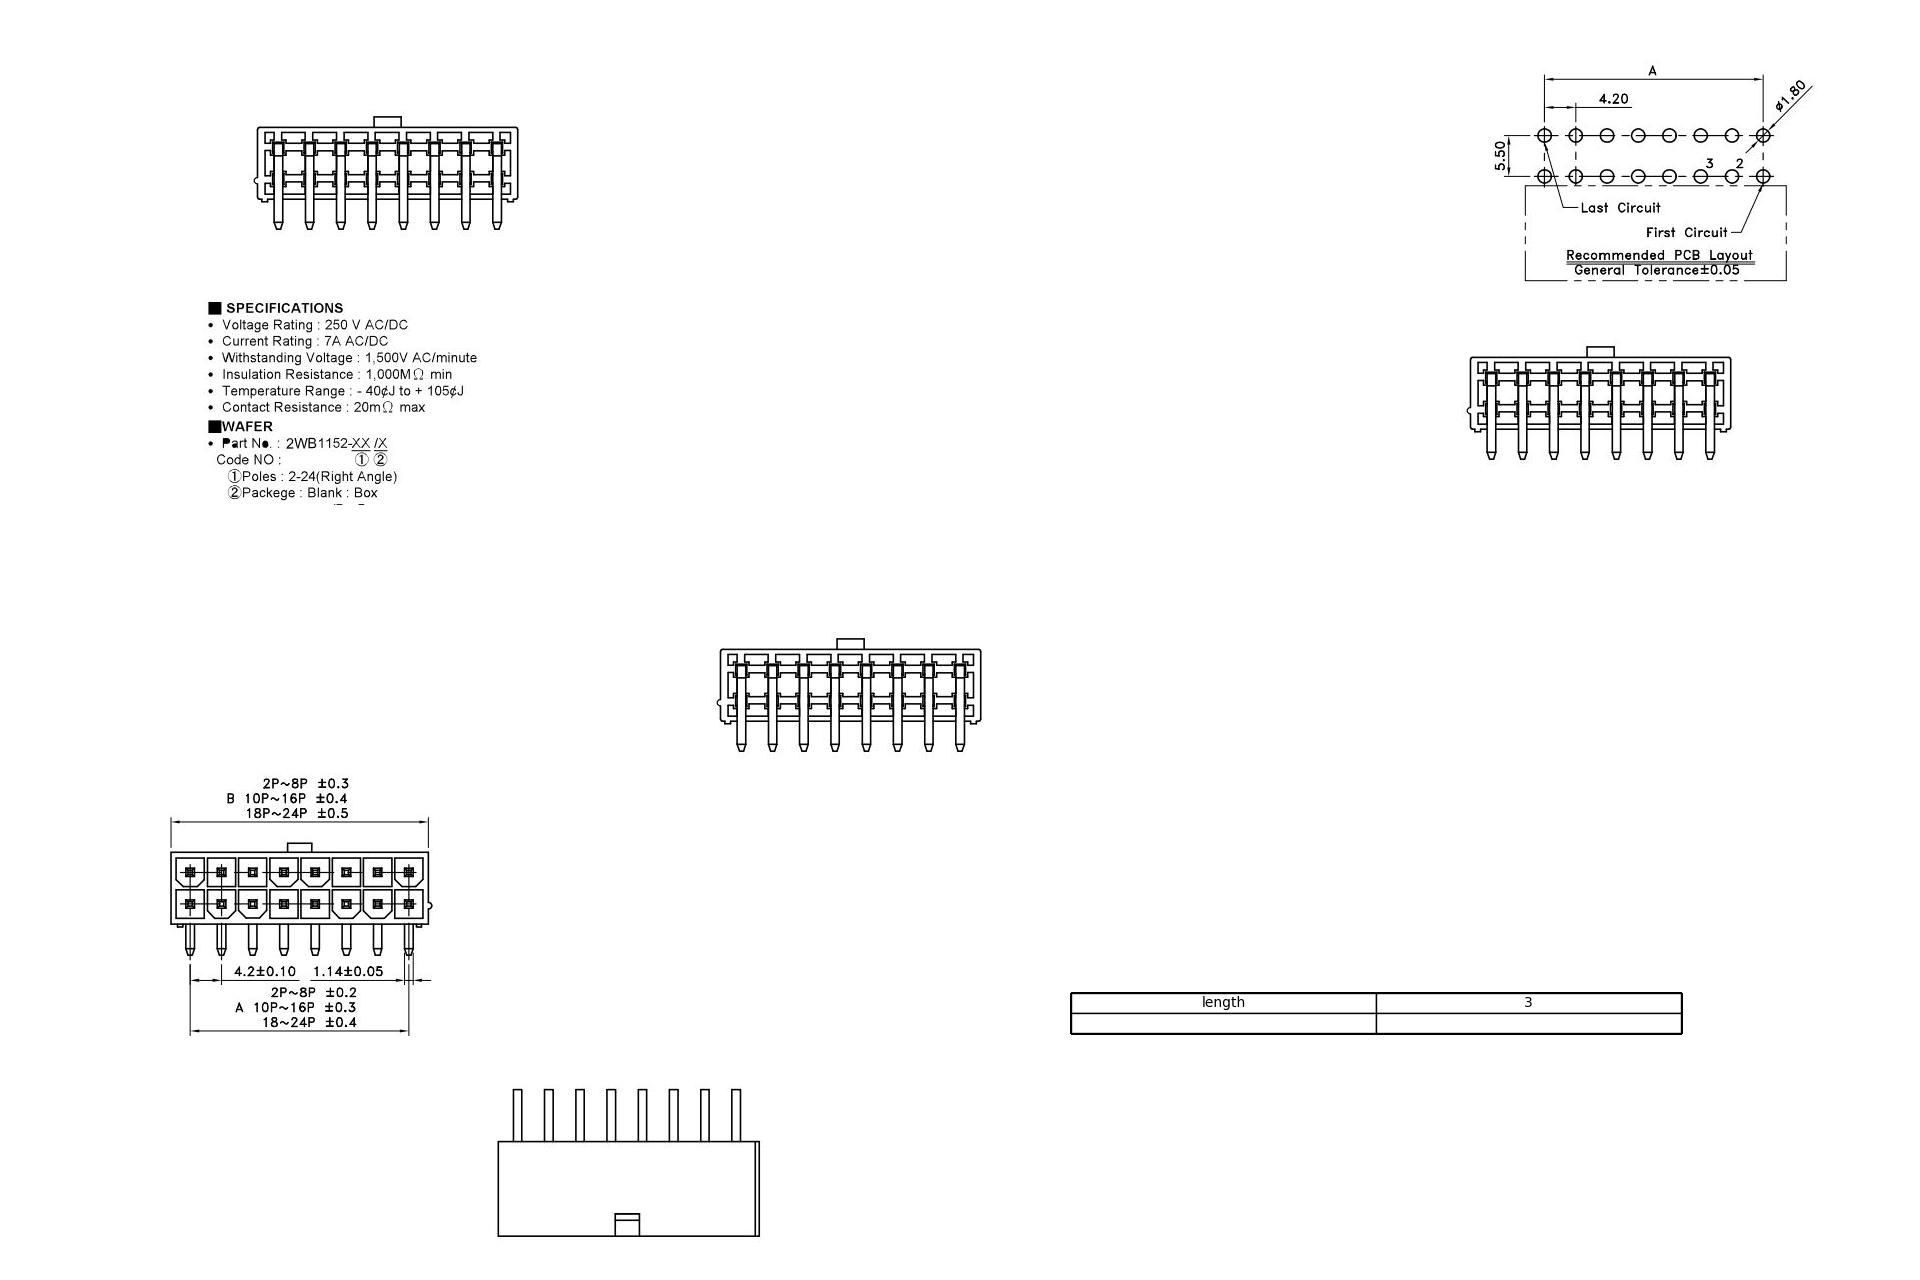 A
4.20
ø1.80
5.50
3 2
Last Circuit
First Circuit
Recommended PCB Layout
General Tolerance±0.05
■ SPECIFICATIONS
• Voltage Rating : 250 V AC/DC
• Current Rating : 7A AC/DC
• Withstanding Voltage : 1,500V AC/minute
• Insulation Resistance : 1,000MΩ min
• Temperature Range : - 40¢J to + 105¢J
• Contact Resistance : 20mΩ max
■WAFER
• Part No. : 2WB1152-XX /X
Code NO : ① ②
①Poles : 2-24(Right Angle)
②Packege : Blank : Box
2P~8P ±0.3
B 10P~16P ±0.4
18P~24P ±0.5
4.2±0.10 1.14±0.05
2P~8P ±0.2
A 10P~16P ±0.3
18~24P ±0.4
length 3